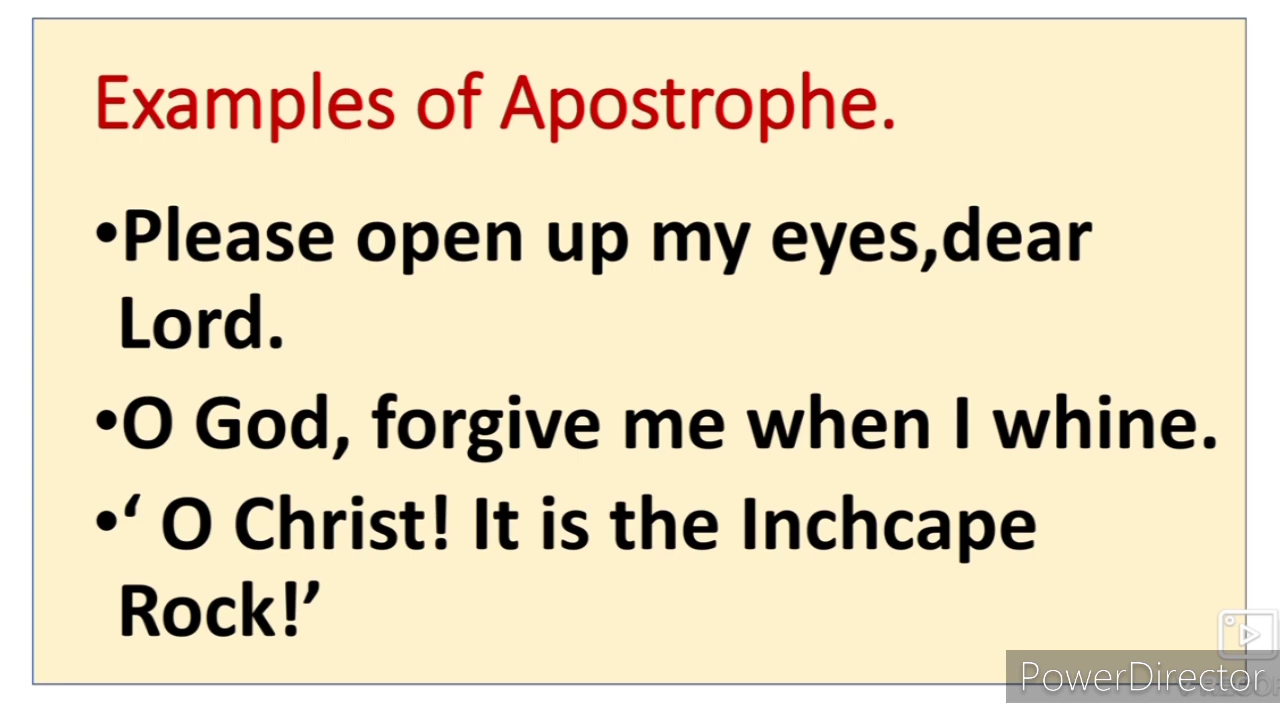 Examples of Apostrophe.
•Please open up my eyes,dear
Lord.
•O God, forgive me when I whine.
•‘ O Christ! It is the Inchcape
Rock!’
PowerDirector